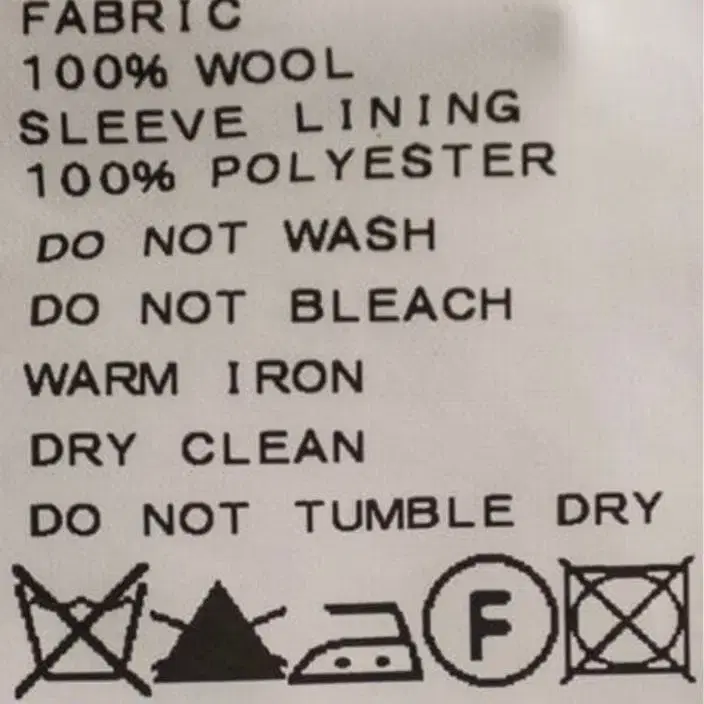 FABRIC
100% WOOL
SLEEVE LINING
100% POLYESTER
DO NOT WASH
DO NOT BLEACH
WARM IRON
DRY CLEAN
DO NOT TUMBLE DRY
F